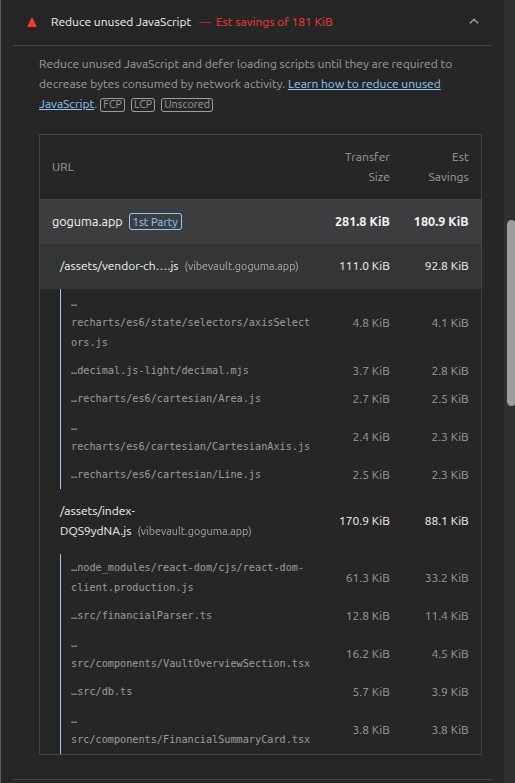 Reduce unused JavaScript — Est savings of 181 KiB
Reduce unused JavaScript and defer loading scripts until they are required to
decrease bytes consumed by network activity. Learn how to reduce unused
JavaScript. FCP LCP Unscored
URL Transfer Size Est Savings
goguma.app 1st Party 281.8 KiB 180.9 KiB
/assets/vendor-ch….js (vibevault.goguma.app) 111.0 KiB 92.8 KiB
…
recharts/es6/state/selectors/axisSelect
ors.js 4.8 KiB 4.1 KiB
…decimal.js-light/decimal.mjs 3.7 KiB 2.8 KiB
…recharts/es6/cartesian/Area.js 2.7 KiB 2.5 KiB
…
recharts/es6/cartesian/CartesianAxis.js 2.4 KiB 2.3 KiB
…recharts/es6/cartesian/Line.js 2.5 KiB 2.3 KiB
/assets/index-
DQS9ydNA.js (vibevault.goguma.app) 170.9 KiB 88.1 KiB
…node_modules/react-dom/cjs/react-dom-
client.production.js 61.3 KiB 33.2 KiB
…src/financialParser.ts 12.8 KiB 11.4 KiB
…
src/components/VaultOverviewSection.tsx 16.2 KiB 4.5 KiB
…src/db.ts 5.7 KiB 3.9 KiB
…
src/components/FinancialSummaryCard.tsx 3.8 KiB 3.8 KiB